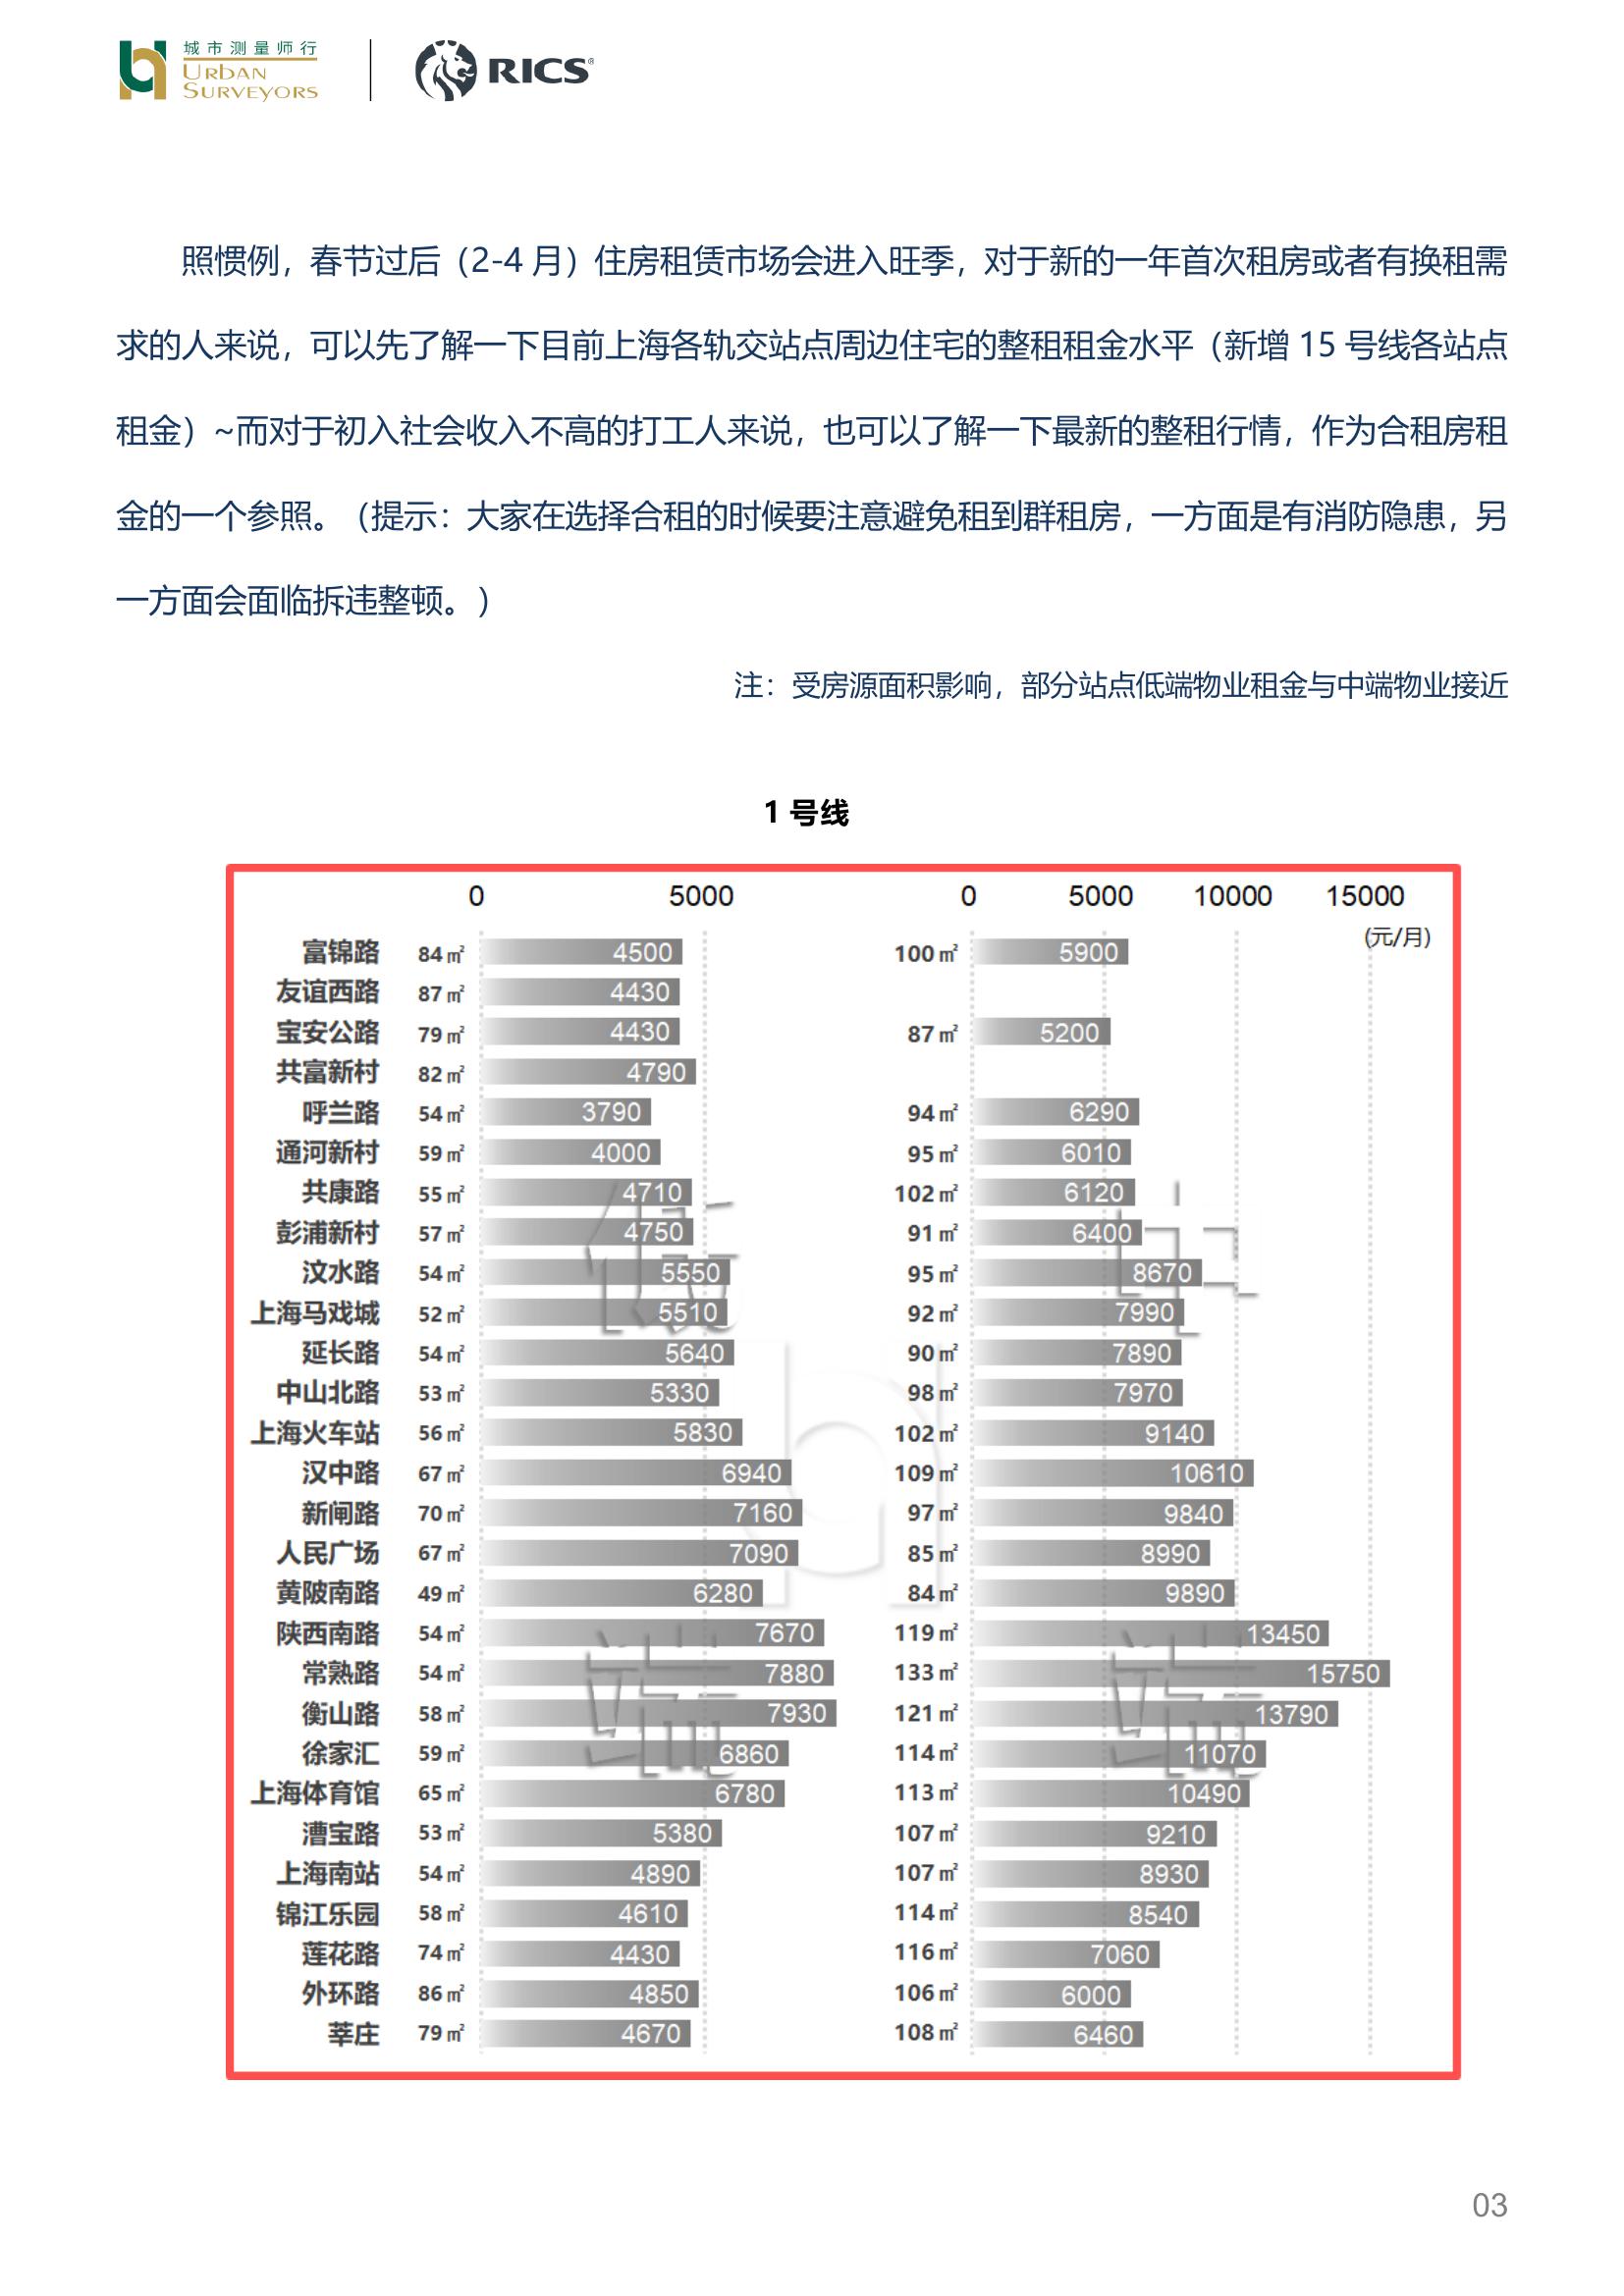 城市测量师行
URBAN
SURVEYORS
RICS®
照惯例，春节过后（2-4 月）住房租赁市场会进入旺季，对于新的一年首次租房或者有换租需
求的人来说，可以先了解一下目前上海各轨交站点周边住宅的整租租金水平（新增 15 号线各站点
租金）~而对于初入社会收入不高的打工人来说，也可以了解一下最新的整租行情，作为合租房租
金的一个参照。（提示：大家在选择合租的时候要注意避免租到群租房，一方面是有消防隐患，另
一方面会面临拆违整顿。）
注：受房源面积影响，部分站点低端物业租金与中端物业接近
1 号线
0 5000 0 5000 10000 15000
(元/月)
富锦路 84㎡ 4500 100㎡ 5900
友谊西路 87㎡ 4430
宝安公路 79㎡ 4430 87㎡ 5200
共富新村 82㎡ 4790
呼兰路 54㎡ 3790 94㎡ 6290
通河新村 59㎡ 4000 95㎡ 6010
共康路 55㎡ 4710 102㎡ 6120
彭浦新村 57㎡ 4750 91㎡ 6400
汶水路 54㎡ 5550 95㎡ 8670
上海马戏城 52㎡ 5510 92㎡ 7990
延长路 54㎡ 5640 90㎡ 7890
中山北路 53㎡ 5330 98㎡ 7970
上海火车站 56㎡ 5830 102㎡ 9140
汉中路 67㎡ 6940 109㎡ 10610
新闸路 70㎡ 7160 97㎡ 9840
人民广场 67㎡ 7090 85㎡ 8990
黄陂南路 49㎡ 6280 84㎡ 9890
陕西南路 54㎡ 7670 119㎡ 13450
常熟路 54㎡ 7880 133㎡ 15750
衡山路 58㎡ 7930 121㎡ 13790
徐家汇 59㎡ 6860 114㎡ 11070
上海体育馆 65㎡ 6780 113㎡ 10490
漕宝路 53㎡ 5380 107㎡ 9210
上海南站 54㎡ 4890 107㎡ 8930
锦江乐园 58㎡ 4610 114㎡ 8540
莲花路 74㎡ 4430 116㎡ 7060
外环路 86㎡ 4850 106㎡ 6000
莘庄 79㎡ 4670 108㎡ 6460
低端
中端
03